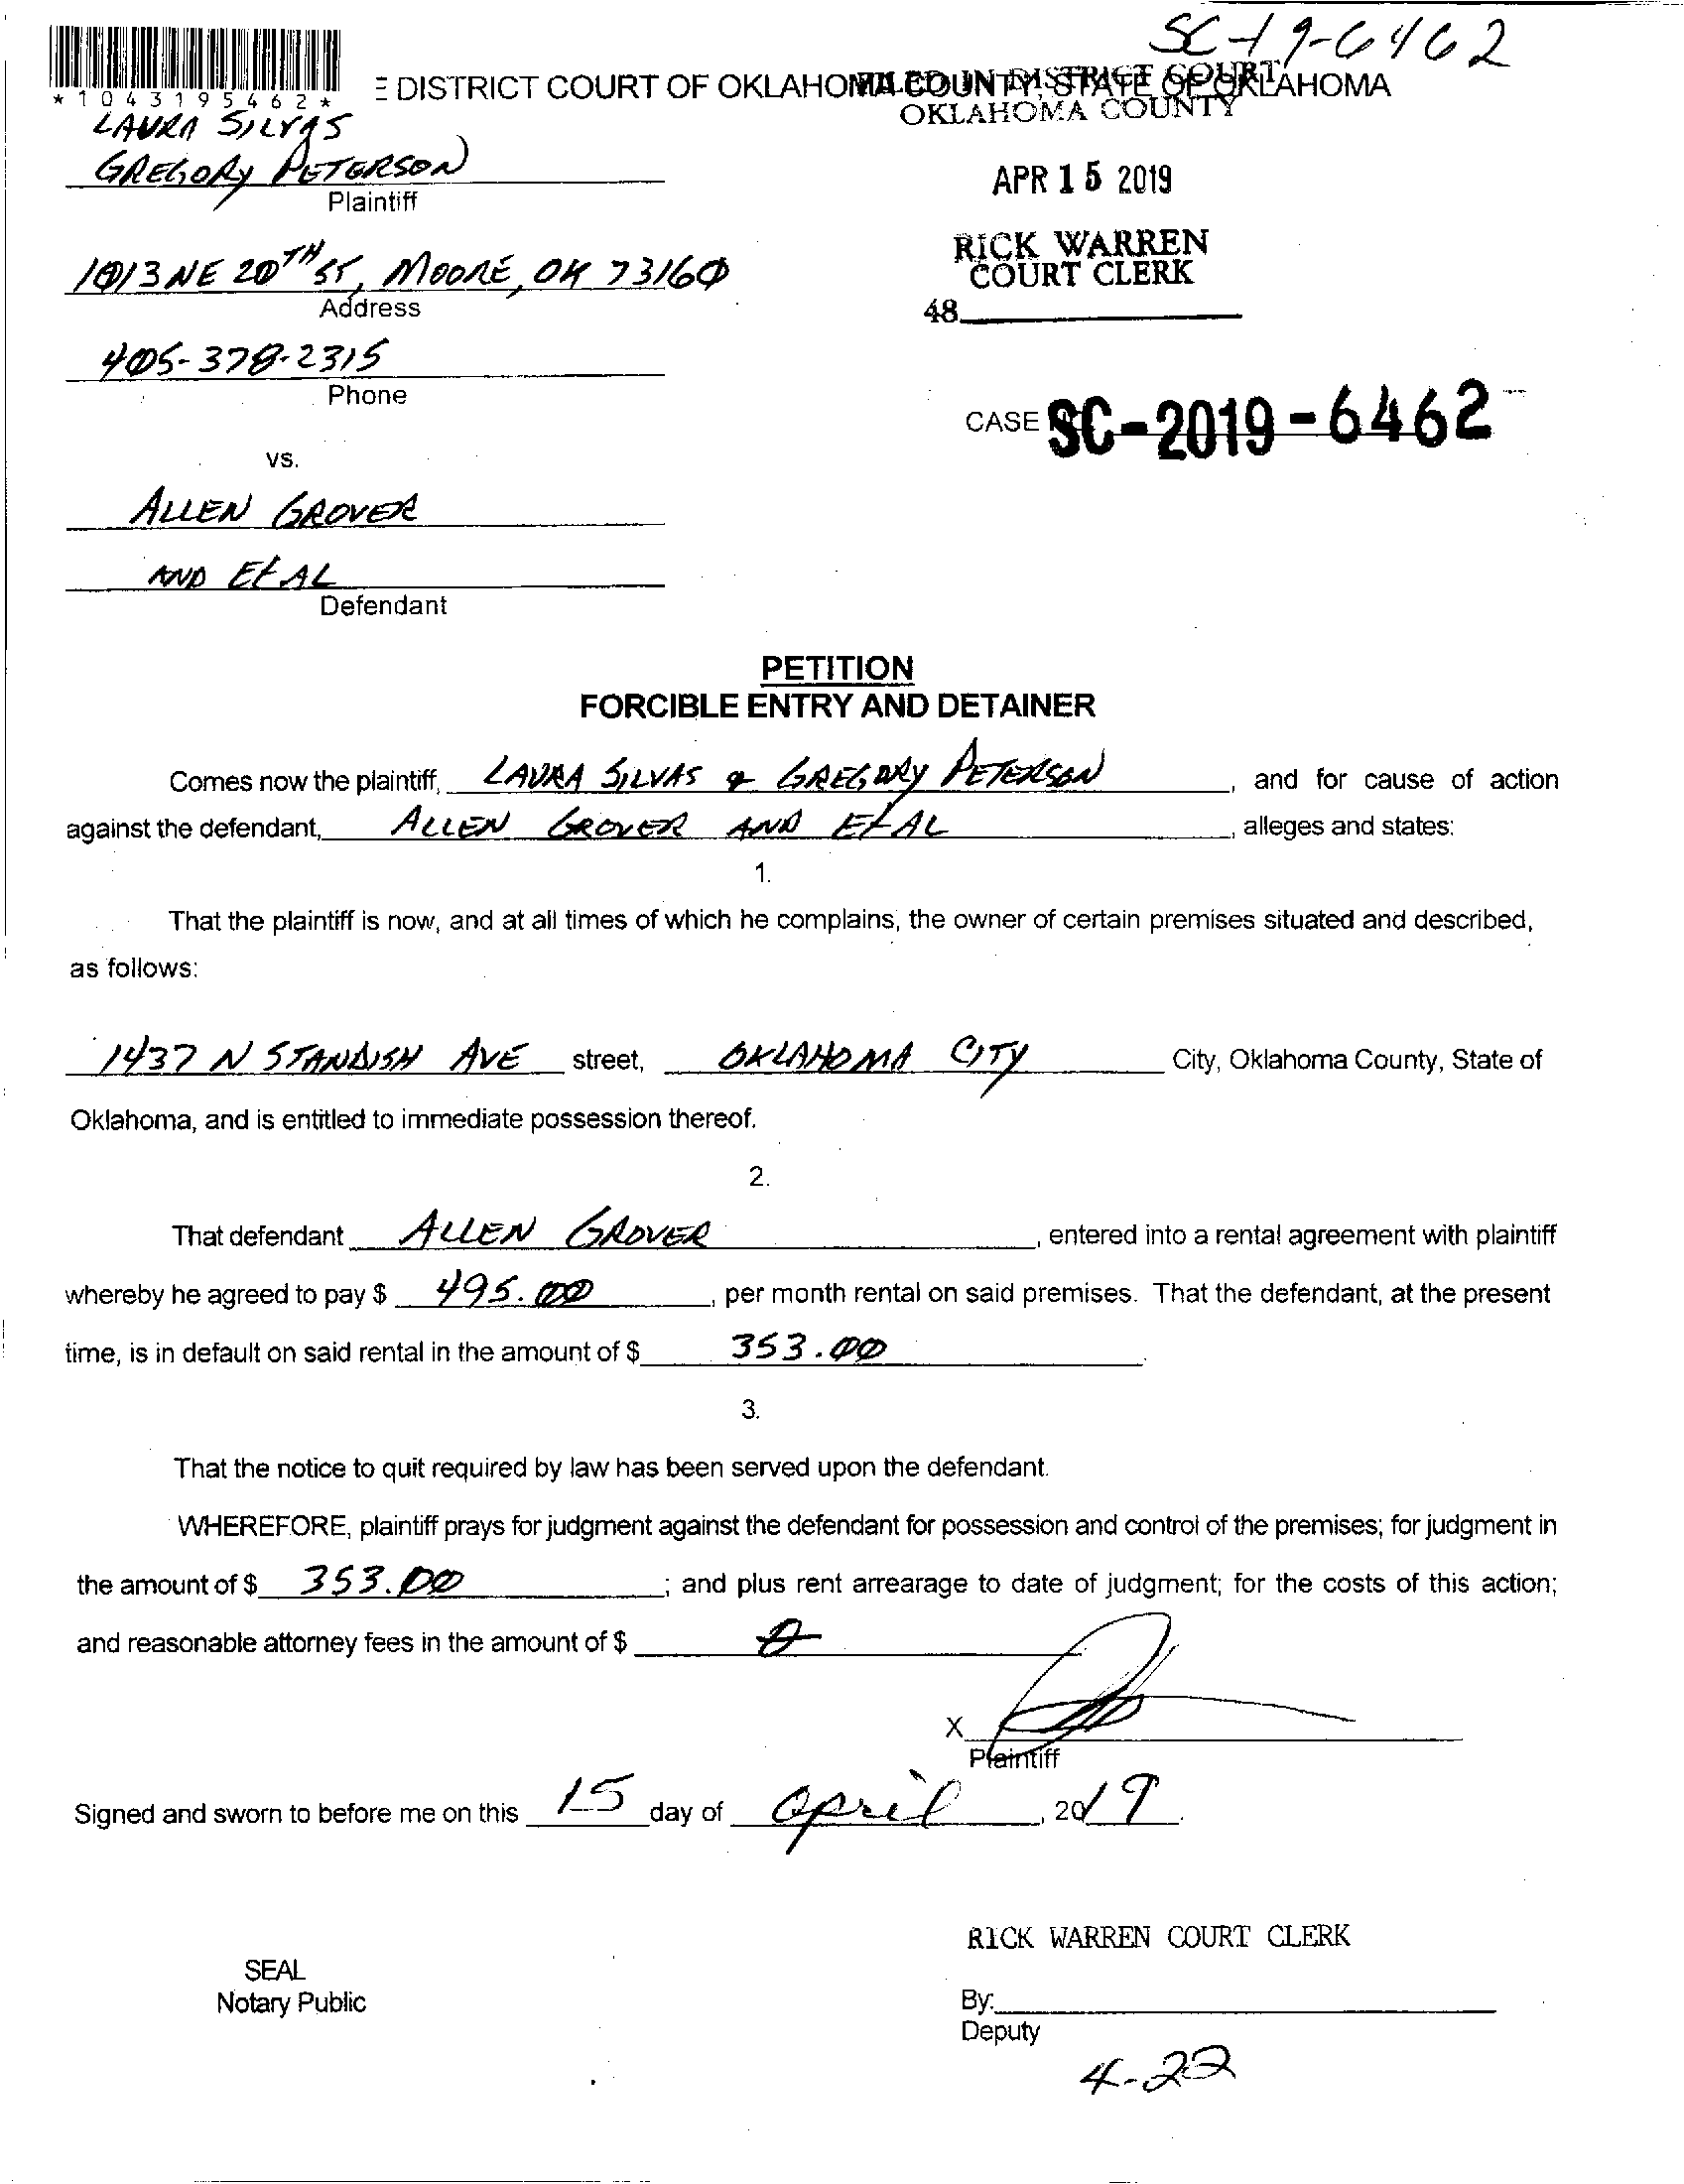 SC-19-6462
*1043195462*
E DISTRICT COURT OF OKLAHOMA COUNTY, STATE OF OKLAHOMA
FILED IN DISTRICT COURT
OKLAHOMA COUNTY
LAURA SILVAS
GREGORY PETERSON
Plaintiff
APR 15 2019
RICK WARREN
COURT CLERK
48
1013 NE 20TH ST, MOORE, OK 73160
Address
405-378-2315
Phone
CASE SC-2019-6462
vs.
ALLEN GROVER
AND Et AL
Defendant
PETITION
FORCIBLE ENTRY AND DETAINER
Comes now the plaintiff, LAURA SILVAS & GREGORY PETERSON, and for cause of action
against the defendant, ALLEN GROVER AND Et AL, alleges and states:
1.
That the plaintiff is now, and at all times of which he complains, the owner of certain premises situated and described,
as follows:
1437 N STANDISH AVE street, OKLAHOMA CITY City, Oklahoma County, State of
Oklahoma, and is entitled to immediate possession thereof.
2.
That defendant ALLEN GROVER, entered into a rental agreement with plaintiff
whereby he agreed to pay $ 495.00, per month rental on said premises. That the defendant, at the present
time, is in default on said rental in the amount of $ 353.00.
3.
That the notice to quit required by law has been served upon the defendant.
WHEREFORE, plaintiff prays for judgment against the defendant for possession and control of the premises; for judgment in
the amount of $ 353.00; and plus rent arrearage to date of judgment; for the costs of this action;
and reasonable attorney fees in the amount of $ 0
X
Plaintiff
Signed and sworn to before me on this 15 day of April, 2019.
RICK WARREN COURT CLERK
SEAL
Notary Public
By:
Deputy
4-22